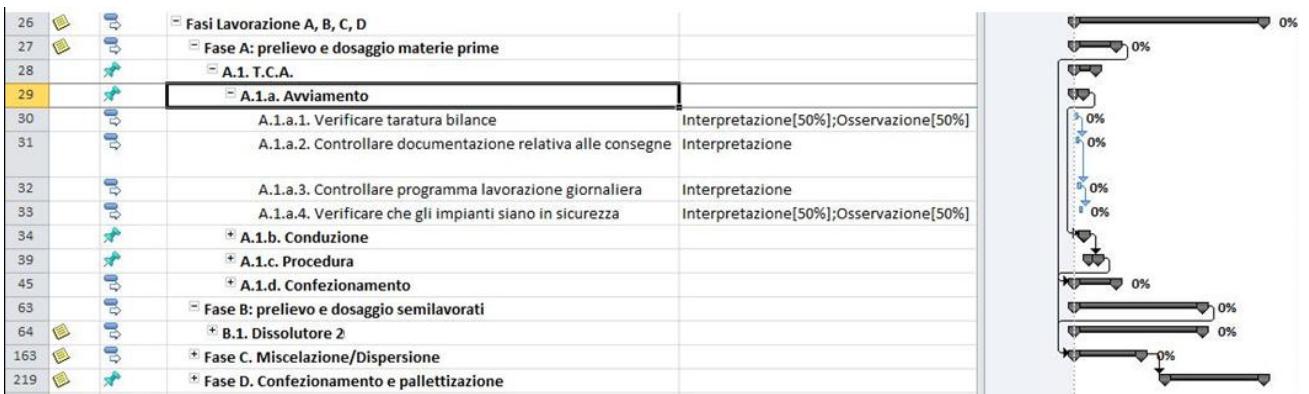 26 Fasi Lavorazione A, B, C, D 0%
27 Fase A: prelievo e dosaggio materie prime 0%
28 A.1. T.C.A.
29 A.1.a. Avviamento
30 A.1.a.1. Verificare taratura bilance Interpretazione[50%];Osservazione[50%] 0%
31 A.1.a.2. Controllare documentazione relativa alle consegne Interpretazione 0%
32 A.1.a.3. Controllare programma lavorazione giornaliera Interpretazione 0%
33 A.1.a.4. Verificare che gli impianti siano in sicurezza Interpretazione[50%];Osservazione[50%] 0%
34 A.1.b. Conduzione
39 A.1.c. Procedura
45 A.1.d. Confezionamento 0%
63 Fase B: prelievo e dosaggio semilavorati 0%
64 B.1. Dissolutore 2 0%
163 Fase C. Miscelazione/Dispersione 0%
219 Fase D. Confezionamento e pallettizazione